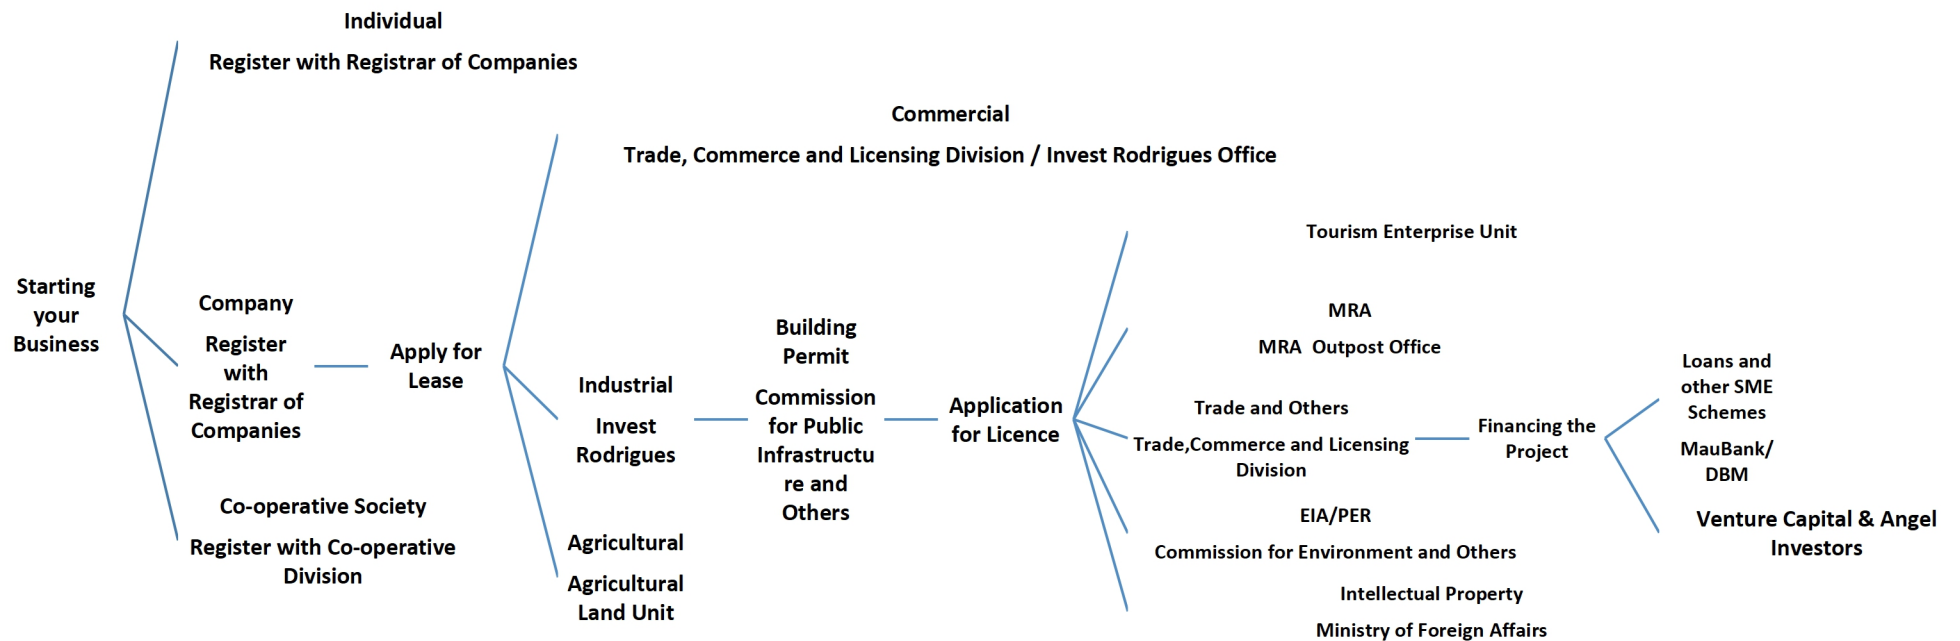 Individual
Register with Registrar of Companies
Commercial
Trade, Commerce and Licensing Division / Invest Rodrigues Office
Starting
your
Business
Company
Register
with
Registrar of
Companies
Apply for
Lease
Co-operative Society
Register with Co-operative
Division
Industrial
Invest
Rodrigues
Agricultural
Agricultural
Land Unit
Building
Permit
Commission
for Public
Infrastructu
re and
Others
Application
for Licence
Tourism Enterprise Unit
MRA
MRA  Outpost Office
Trade and Others
Trade,Commerce and Licensing
Division
EIA/PER
Commission for Environment and Others
Intellectual Property
Ministry of Foreign Affairs
Financing the
Project
Loans and
other SME
Schemes
MauBank/
DBM
Venture Capital & Angel
Investors